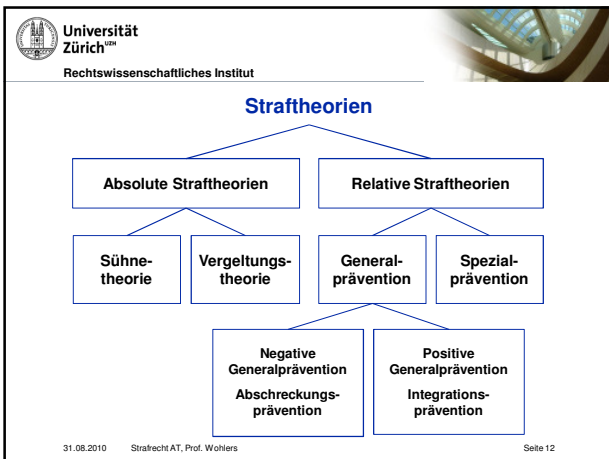 Universität
Zürich UZH
Rechtswissenschaftliches Institut
Straftheorien
Absolute Straftheorien
Relative Straftheorien
Sühne-
theorie
Vergeltungs-
theorie
General-
prävention
Spezial-
prävention
Negative
Generalprävention
Abschreckungs-
prävention
Positive
Generalprävention
Integrations-
prävention
31.08.2010 Strafrecht AT, Prof. Wohlers Seite 12